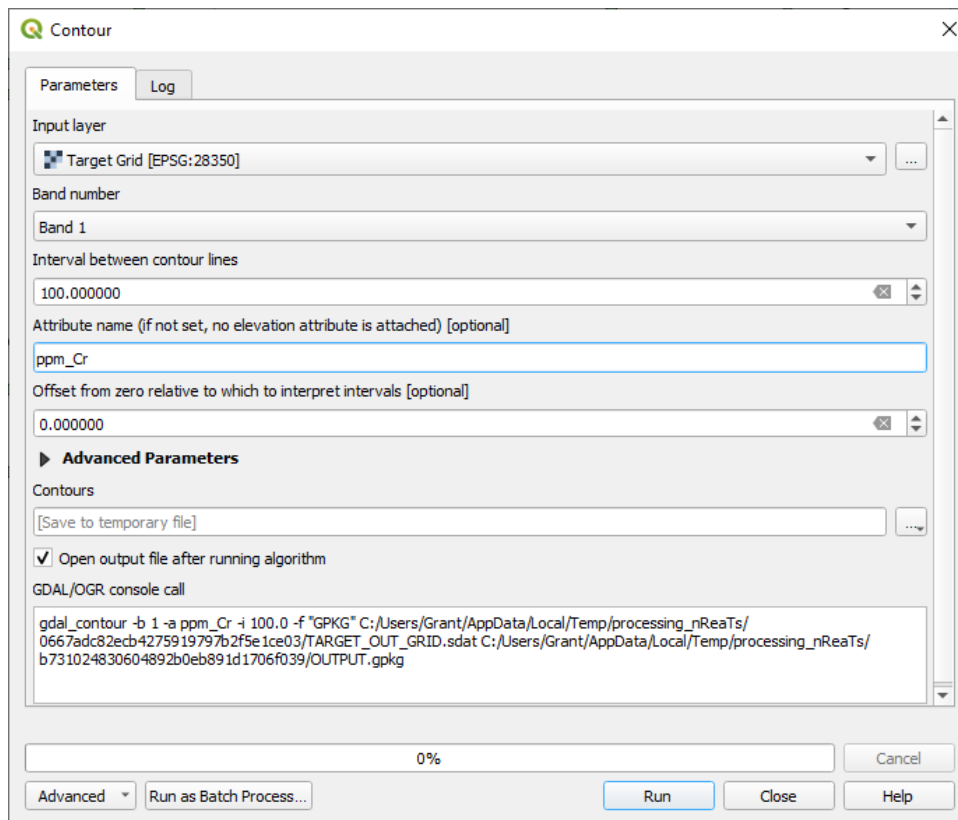 Contour
Parameters
Log
Input layer
Target Grid [EPSG:28350]
...
Band number
Band 1
Interval between contour lines
100.000000
Attribute name (if not set, no elevation attribute is attached) [optional]
ppm_Cr
Offset from zero relative to which to interpret intervals [optional]
0.000000
Advanced Parameters
Contours
[Save to temporary file]
...
Open output file after running algorithm
GDAL/OGR console call
gdal_contour -b 1 -a ppm_Cr -i 100.0 -f "GPKG" C:/Users/Grant/AppData/Local/Temp/processing_nReaTs/
0667adc82ecb4275919797b2f5e1ce03/TARGET_OUT_GRID.sdat C:/Users/Grant/AppData/Local/Temp/processing_nReaTs/
b731024830604892b0eb891d1706f039/OUTPUT.gpkg
0%
Cancel
Advanced
Run as Batch Process...
Run
Close
Help